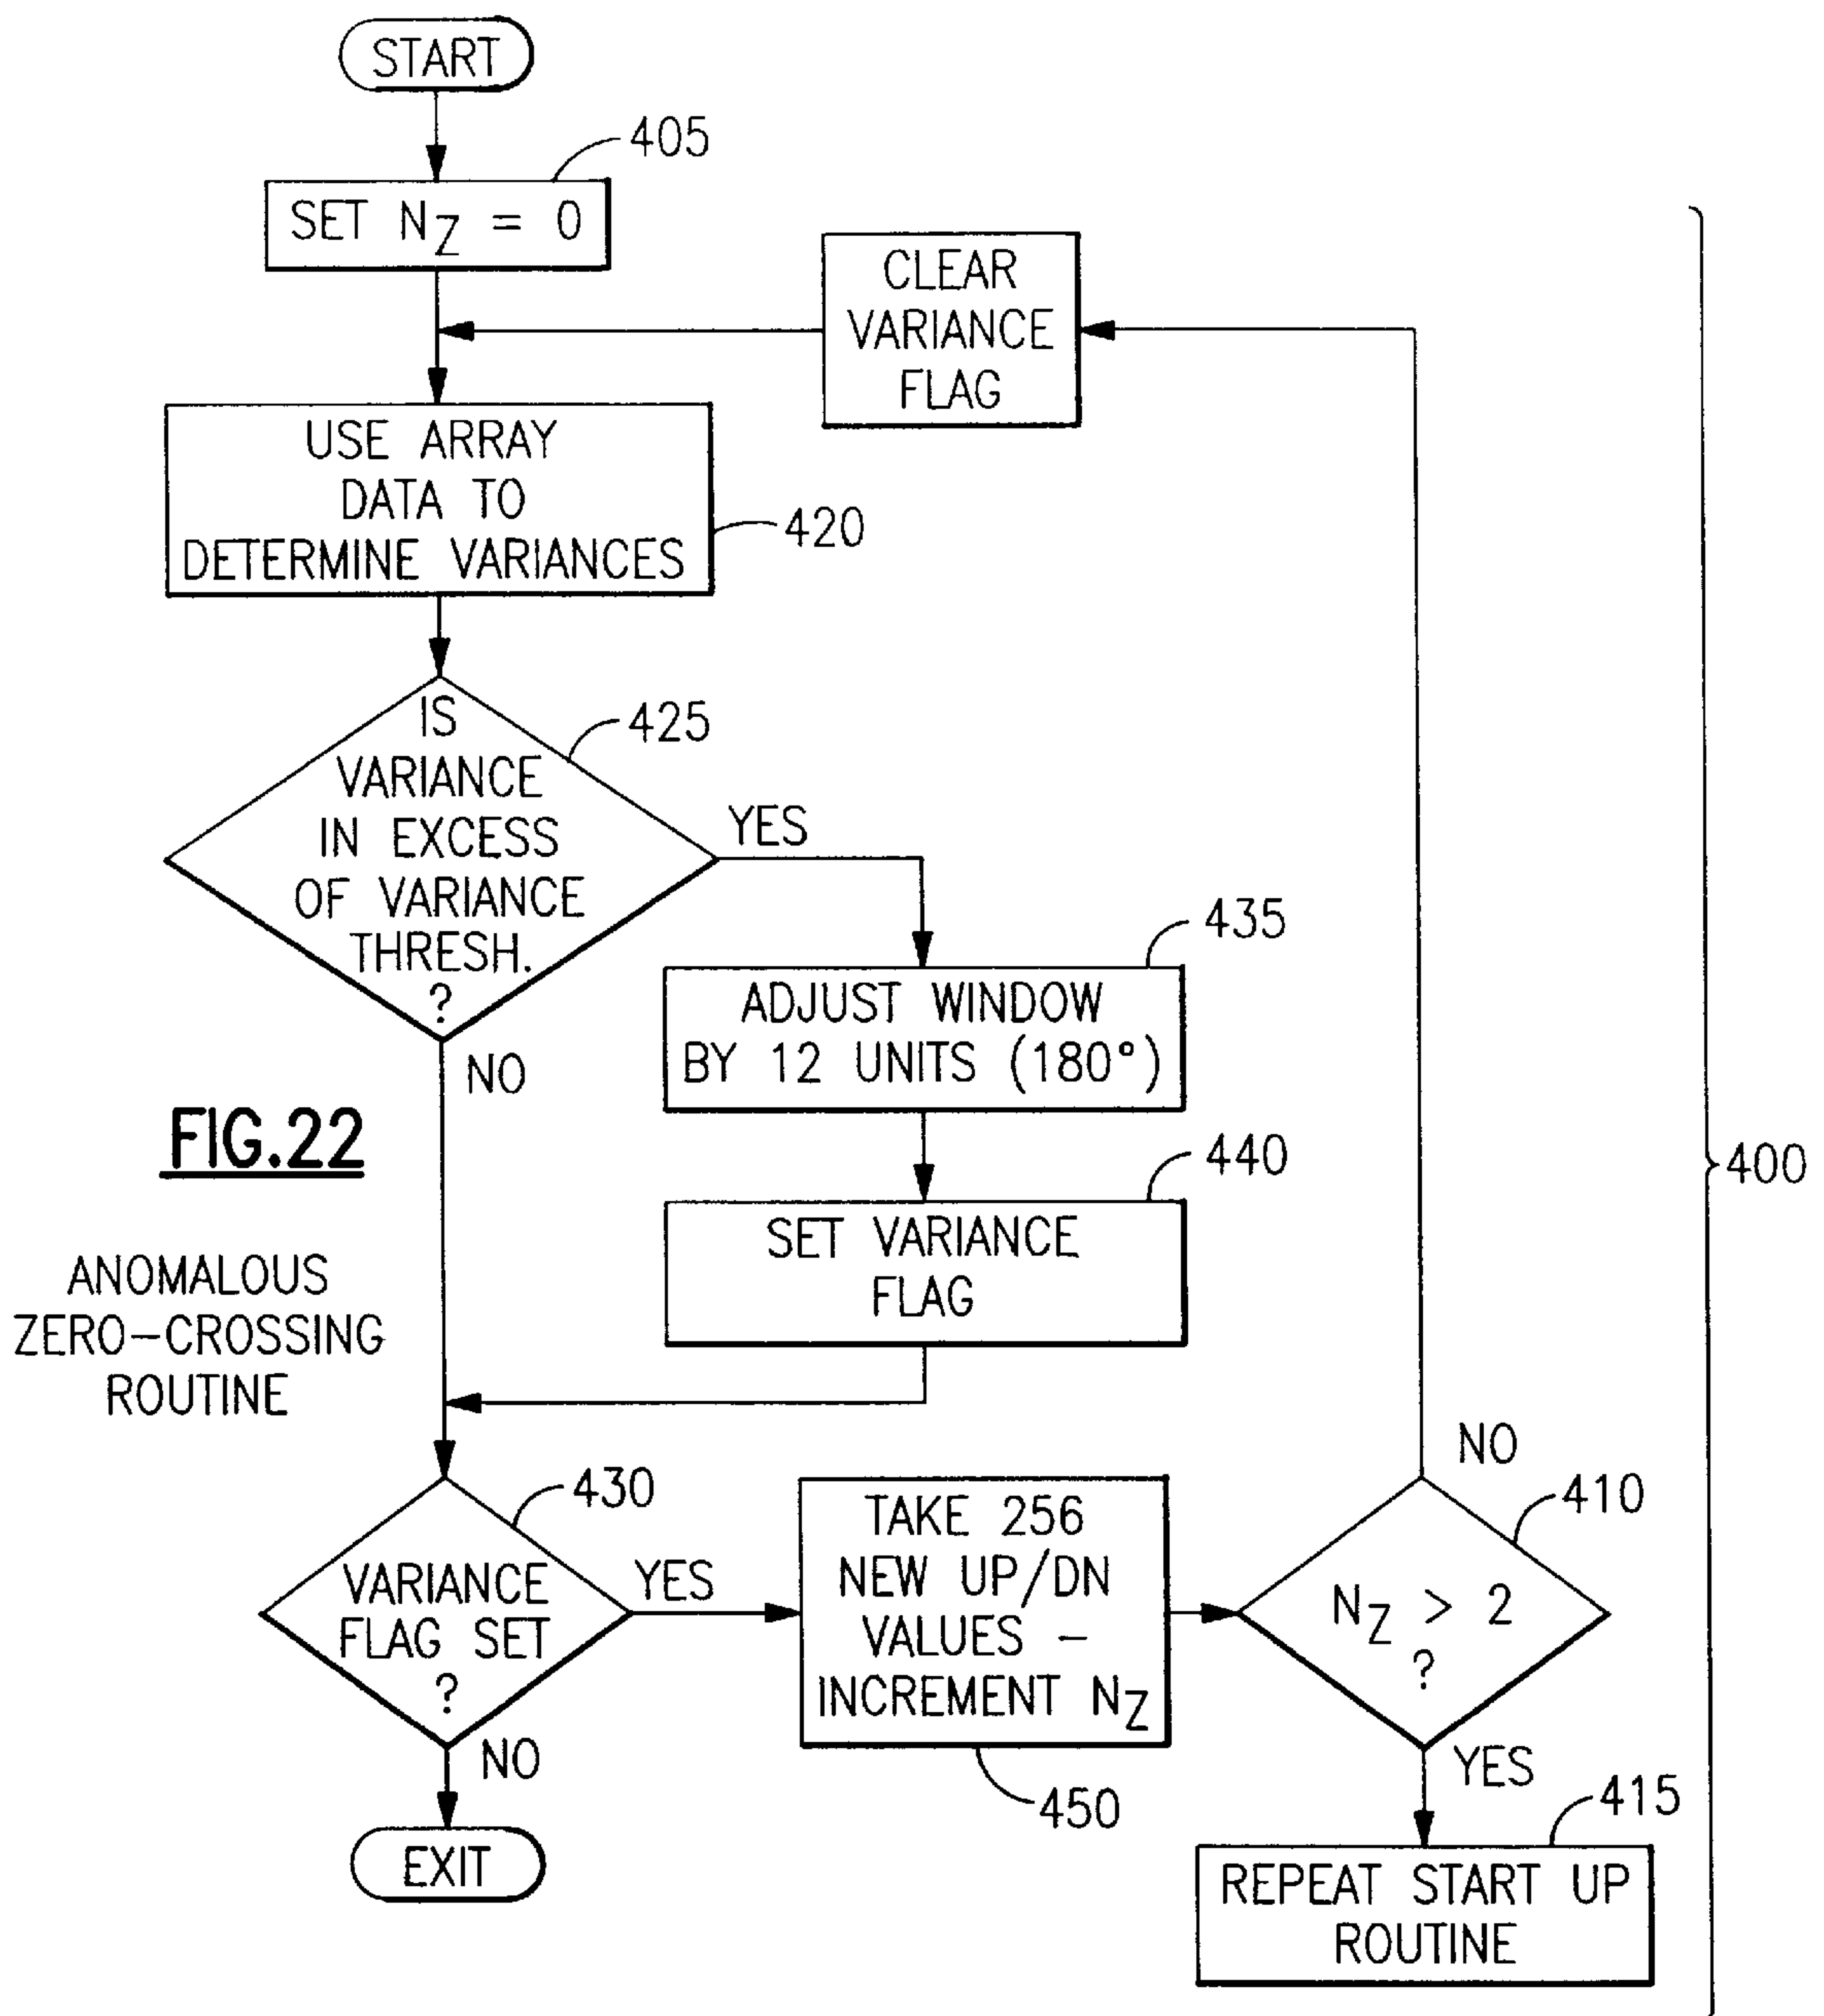 START
405
SET NZ = 0
CLEAR
VARIANCE
FLAG
USE ARRAY
DATA TO
DETERMINE VARIANCES
420
IS
VARIANCE
IN EXCESS
OF VARIANCE
THRESH.
?
425
YES
NO
435
ADJUST WINDOW
BY 12 UNITS (180°)
FIG.22
440
SET VARIANCE
FLAG
400
ANOMALOUS
ZERO-CROSSING
ROUTINE
430
VARIANCE
FLAG SET
?
YES
NO
TAKE 256
NEW UP/DN
VALUES -
INCREMENT NZ
450
NO
410
NZ > 2
?
YES
415
REPEAT START UP
ROUTINE
EXIT